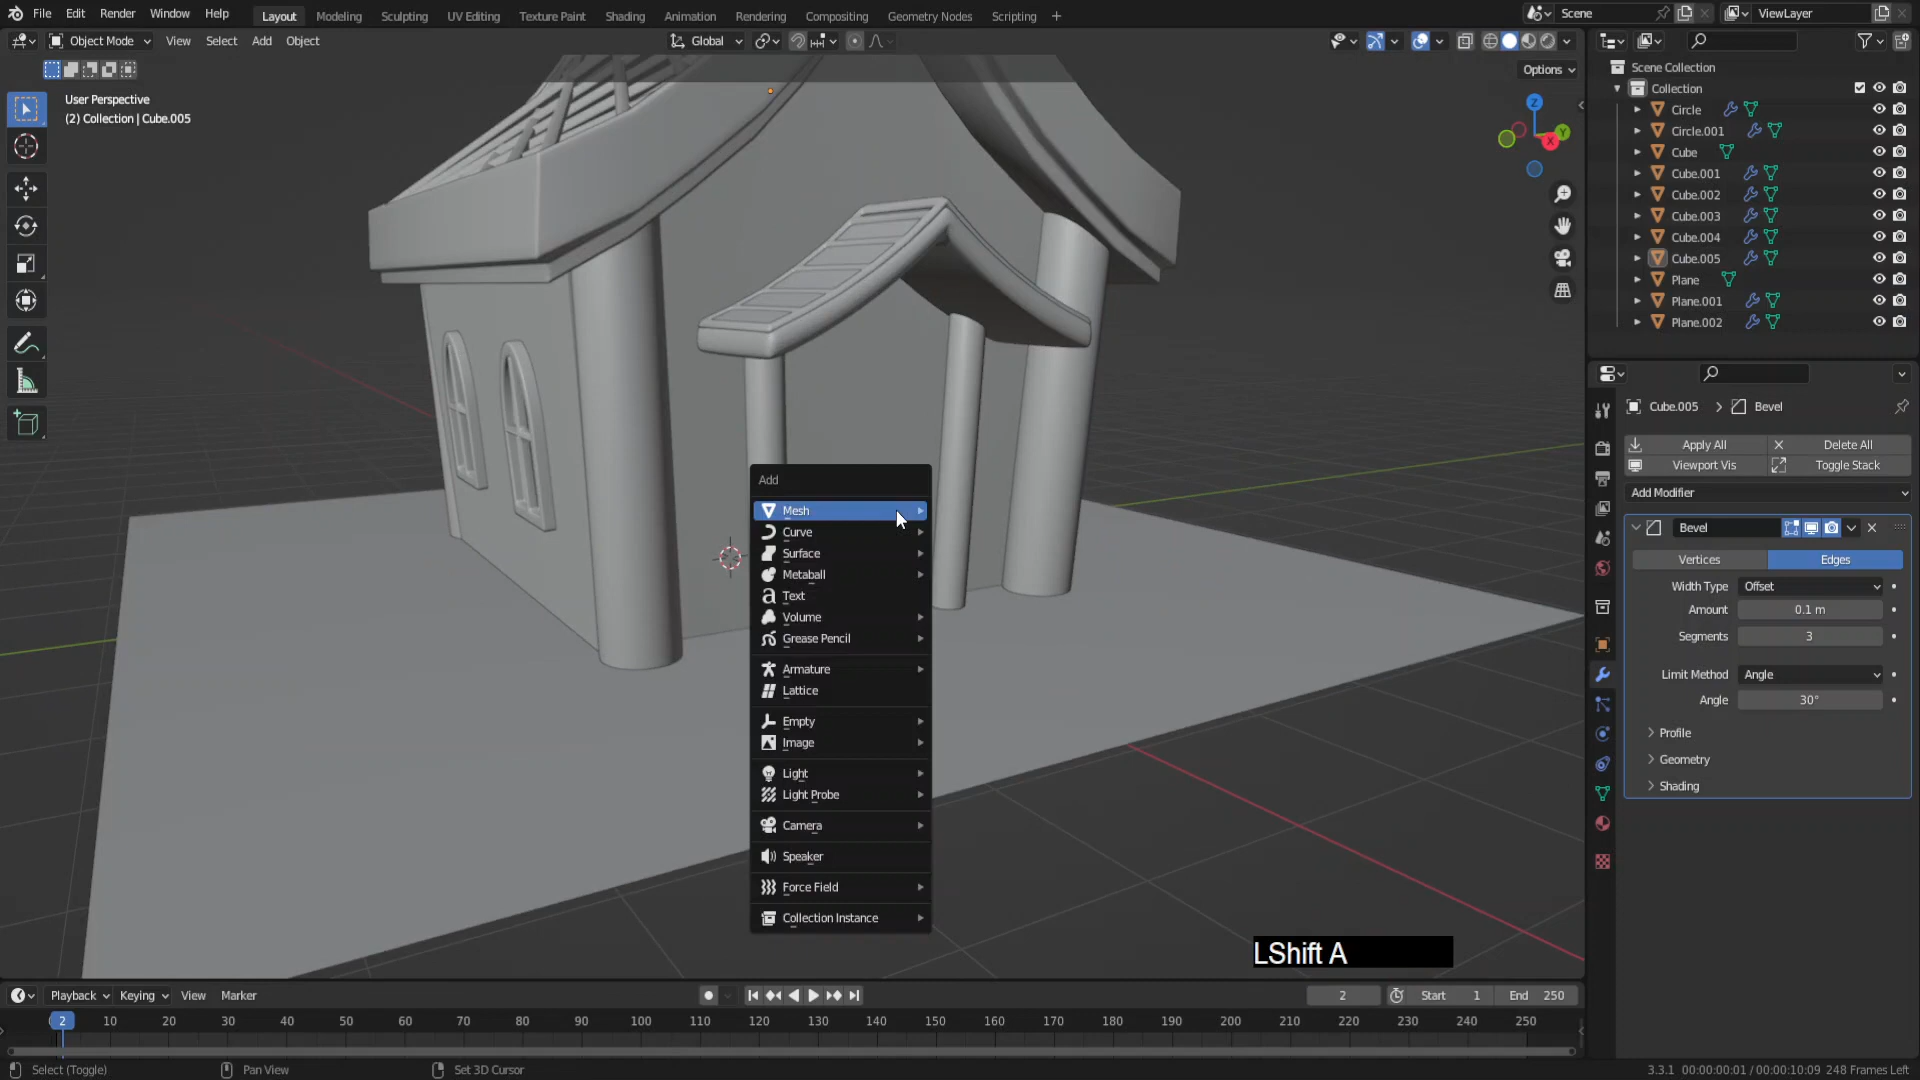 File Edit Render Window Help
Layout Modeling Sculpting UV Editing Texture Paint Shading Animation Rendering Compositing Geometry Nodes Scripting +
Scene
ViewLayer
Object Mode View Select Add Object
Global
Options
User Perspective
(2) Collection | Cube.005
X
Y
Z
Scene Collection
Collection
Circle
Circle.001
Cube
Cube.001
Cube.002
Cube.003
Cube.004
Cube.005
Plane
Plane.001
Plane.002
Cube.005 > Bevel
Apply All
Delete All
Viewport Vis
Toggle Stack
Add Modifier
Bevel
Vertices
Edges
Width Type Offset
Amount 0.1 m
Segments 3
Limit Method Angle
Angle 30°
Profile
Geometry
Shading
Add
Mesh
Curve
Surface
Metaball
Text
Volume
Grease Pencil
Armature
Lattice
Empty
Image
Light
Light Probe
Camera
Speaker
Force Field
Collection Instance
LShift A
Playback Keying View Marker
2
Start 1
End 250
2 10 20 30 40 50 60 70 80 90 100 110 120 130 140 150 160 170 180 190 200 210 220 230 240 250
Select (Toggle)
Pan View
Set 3D Cursor
3.3.1 00:00:00:01 / 00:00:10:09 248 Frames Left